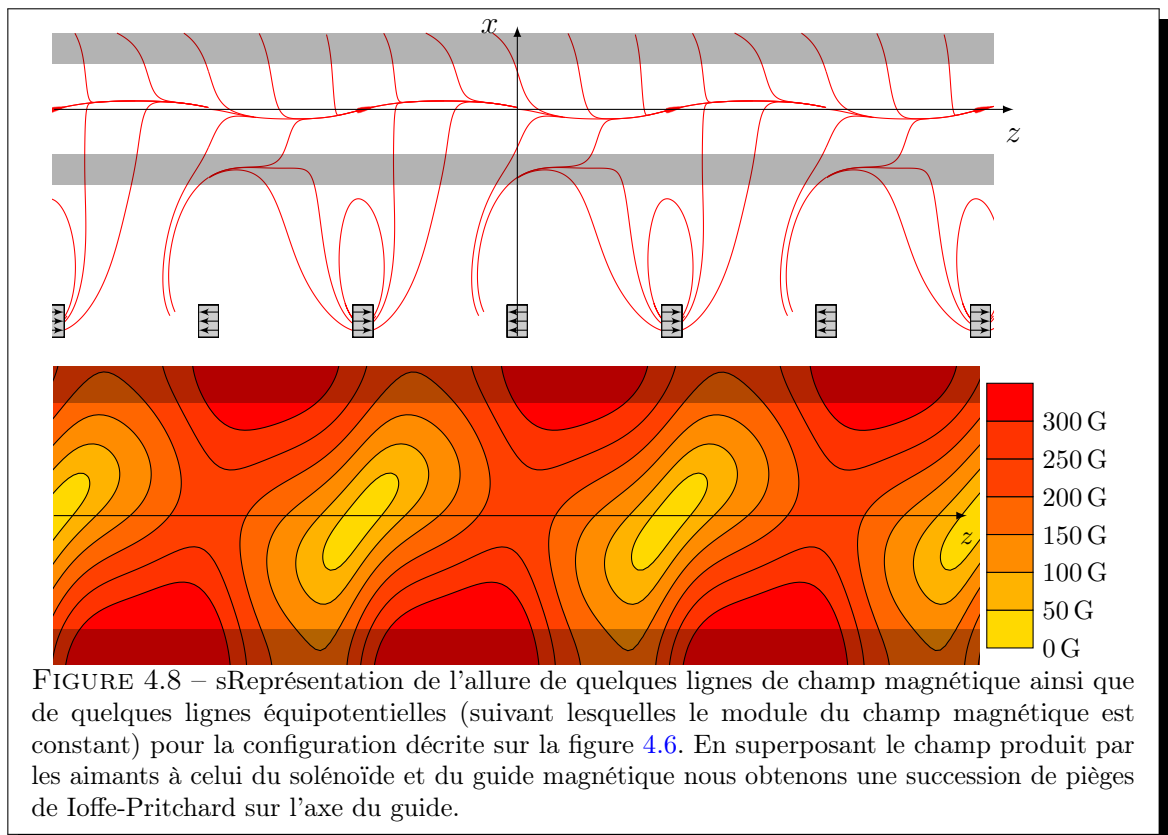 x
z
z
300 G
250 G
200 G
150 G
100 G
50 G
0 G
FIGURE 4.8 – sReprésentation de l'allure de quelques lignes de champ magnétique ainsi que
de quelques lignes équipotentielles (suivant lesquelles le module du champ magnétique est
constant) pour la configuration décrite sur la figure 4.6. En superposant le champ produit par
les aimants à celui du solénoïde et du guide magnétique nous obtenons une succession de pièges
de Ioffe-Pritchard sur l'axe du guide.